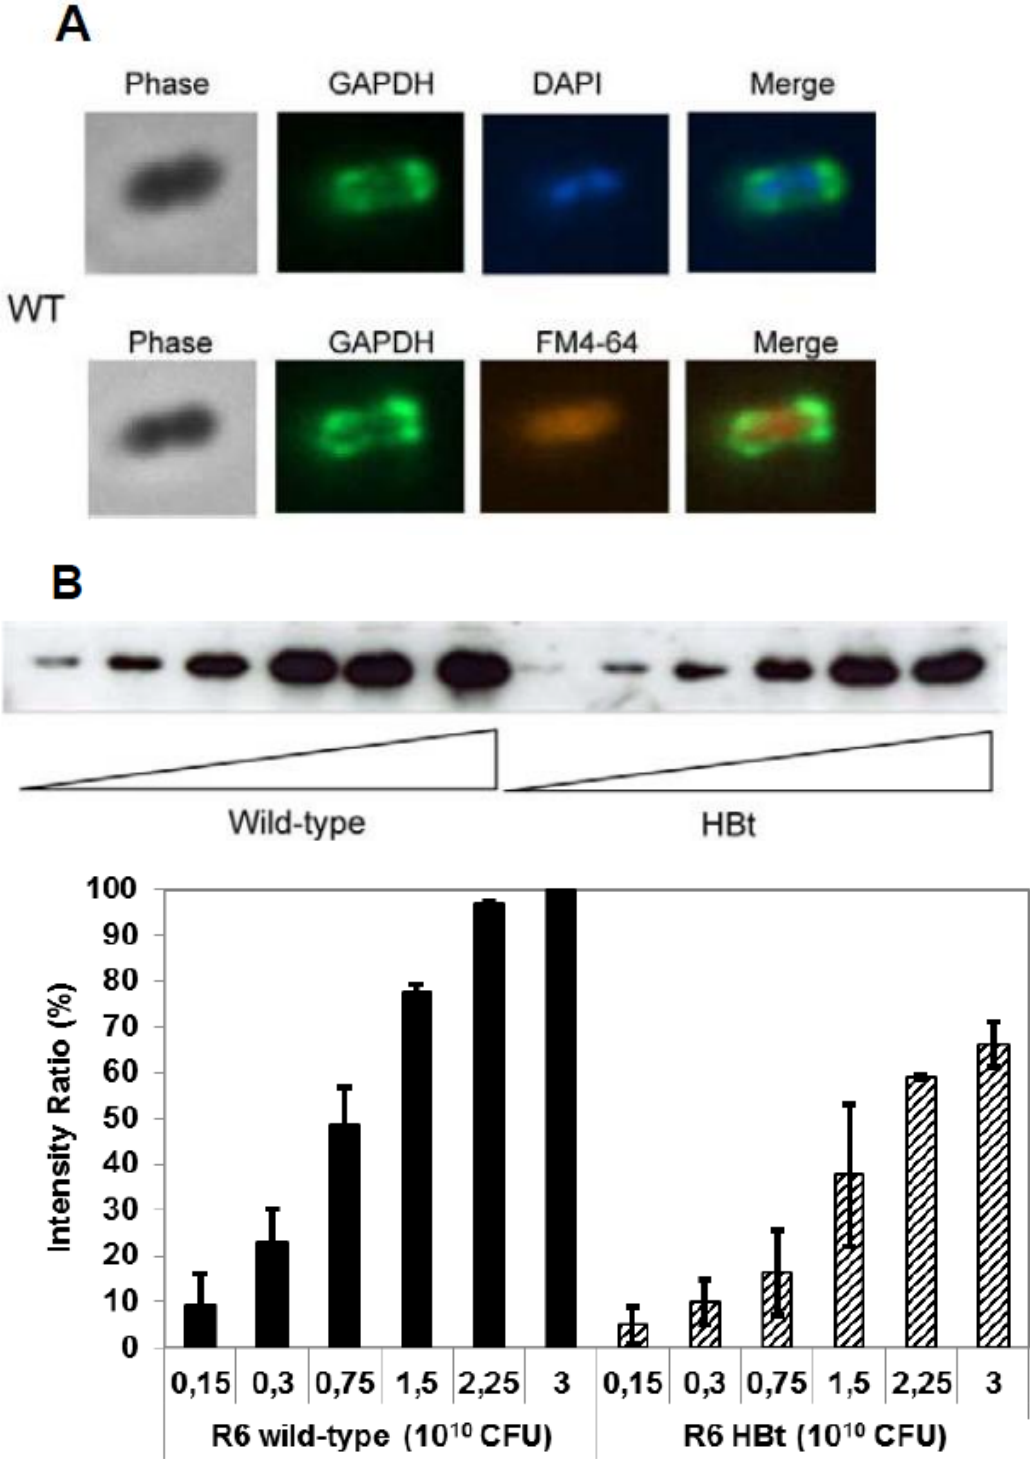 A
Phase GAPDH DAPI Merge
WT
Phase GAPDH FM4-64 Merge
B
Wild-type HBt
100
90
80
70
60
50
40
30
20
10
0
Intensity Ratio (%)
0,15 0,3 0,75 1,5 2,25 3 0,15 0,3 0,75 1,5 2,25 3
R6 wild-type (10¹⁰ CFU) R6 HBt (10¹⁰ CFU)